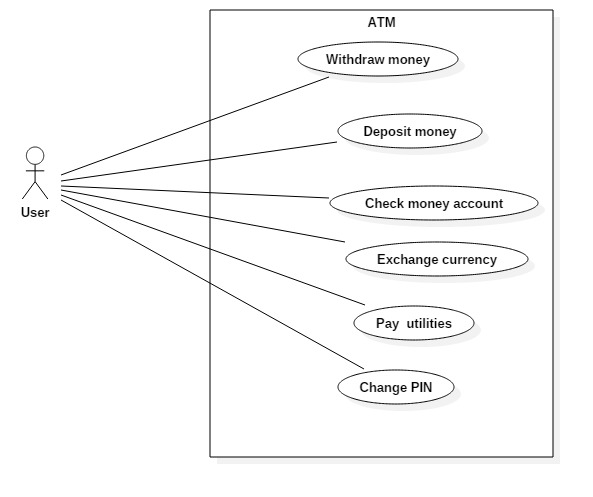 ATM
Withdraw money
Deposit money
User
Check money account
Exchange currency
Pay  utilities
Change PIN